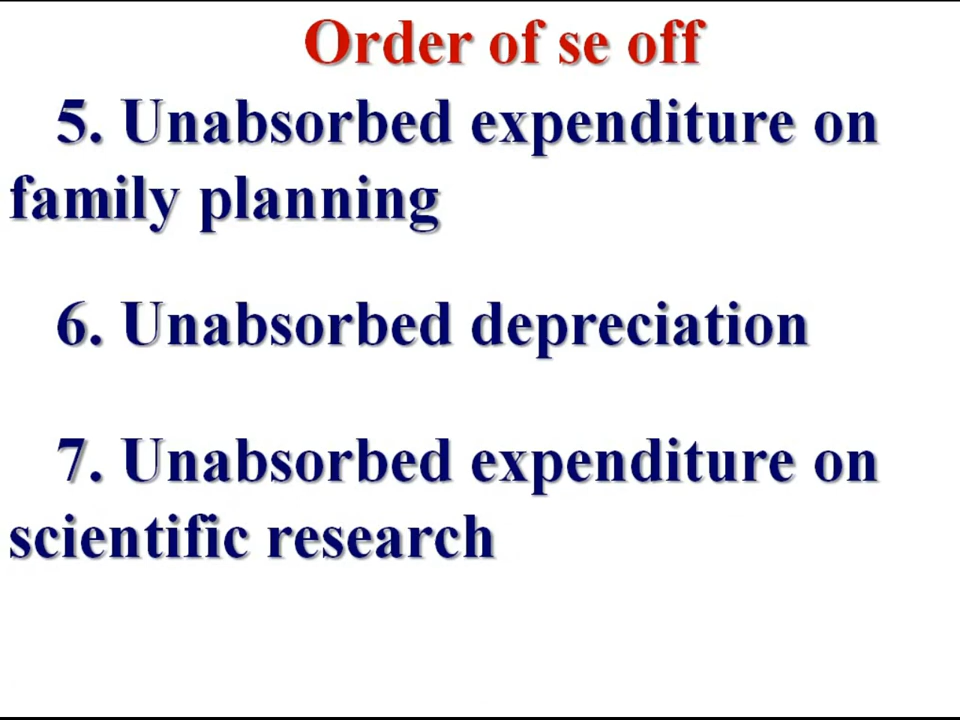 Order of se off
5. Unabsorbed expenditure on
family planning
6. Unabsorbed depreciation
7. Unabsorbed expenditure on
scientific research